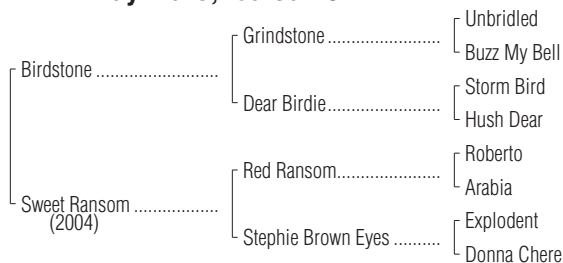 Unbridled
Grindstone ......................
Buzz My Bell
Birdstone ........................
Storm Bird
Dear Birdie......................
Hush Dear
Roberto
Red Ransom....................
Arabia
Sweet Ransom ................
(2004)
Explodent
Stephie Brown Eyes .........
Donna Chere